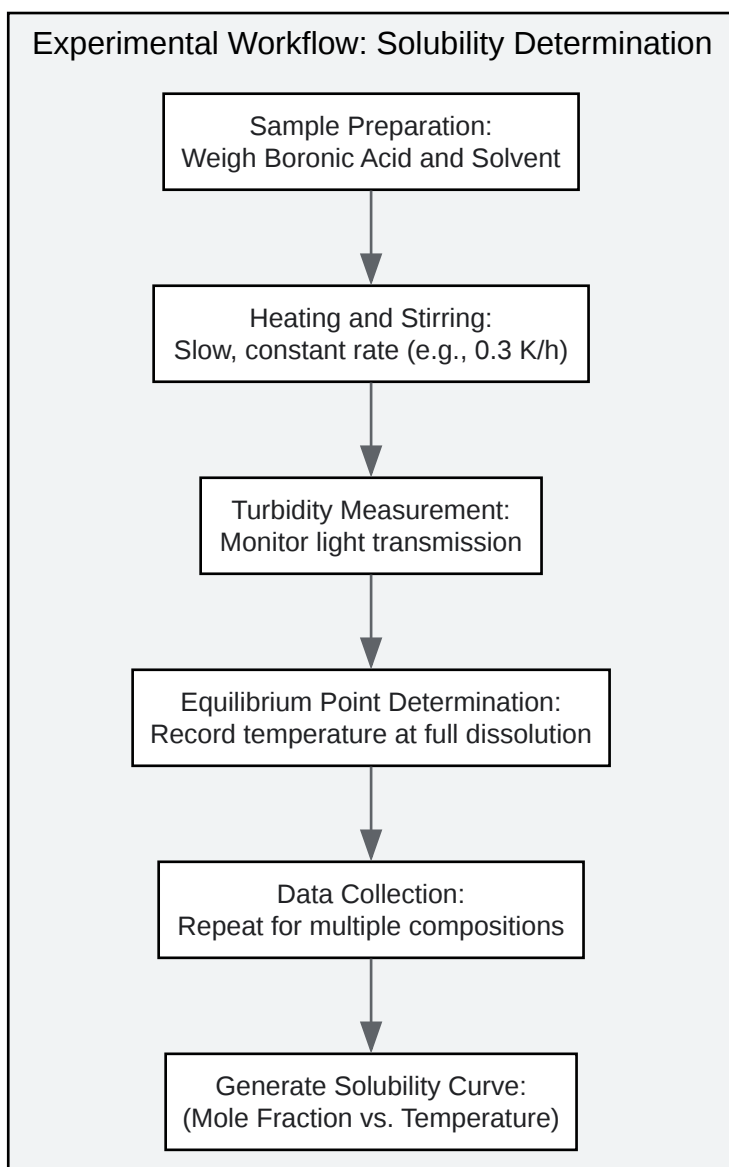 Experimental Workflow: Solubility Determination
Sample Preparation:
Weigh Boronic Acid and Solvent
Heating and Stirring:
Slow, constant rate (e.g., 0.3 K/h)
Turbidity Measurement:
Monitor light transmission
Equilibrium Point Determination:
Record temperature at full dissolution
Data Collection:
Repeat for multiple compositions
Generate Solubility Curve:
(Mole Fraction vs. Temperature)